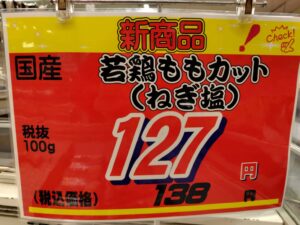 新商品
Check!
国産
若鶏ももカット
(ねぎ塩)
税抜
100g
127 円
(税込価格) 138 円